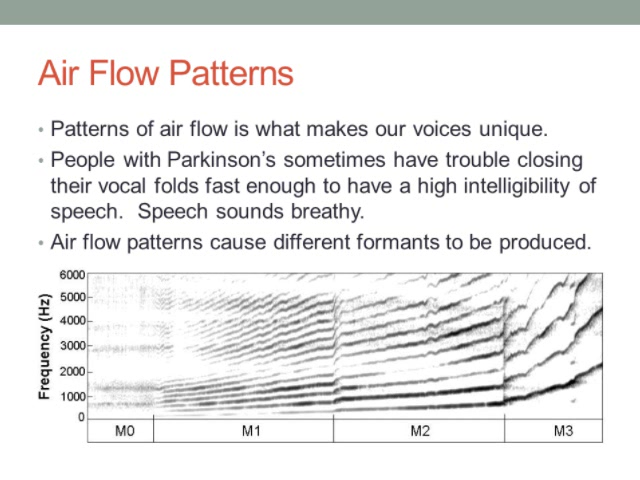 Air Flow Patterns
• Patterns of air flow is what makes our voices unique.
• People with Parkinson's sometimes have trouble closing
their vocal folds fast enough to have a high intelligibility of
speech.  Speech sounds breathy.
• Air flow patterns cause different formants to be produced.
Frequency (Hz)
6000
5000
4000
3000
2000
1000
0
M0 M1 M2 M3